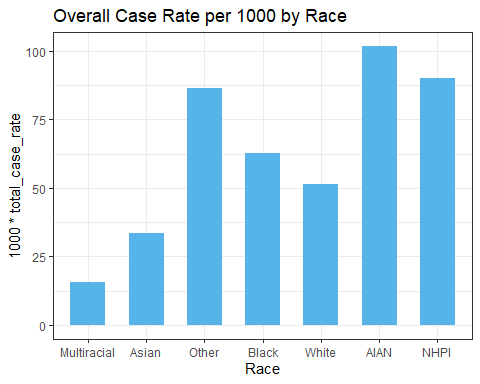 Overall Case Rate per 1000 by Race
1000 * total_case_rate
100
75
50
25
0
Multiracial Asian Other Black White AIAN NHPI
Race